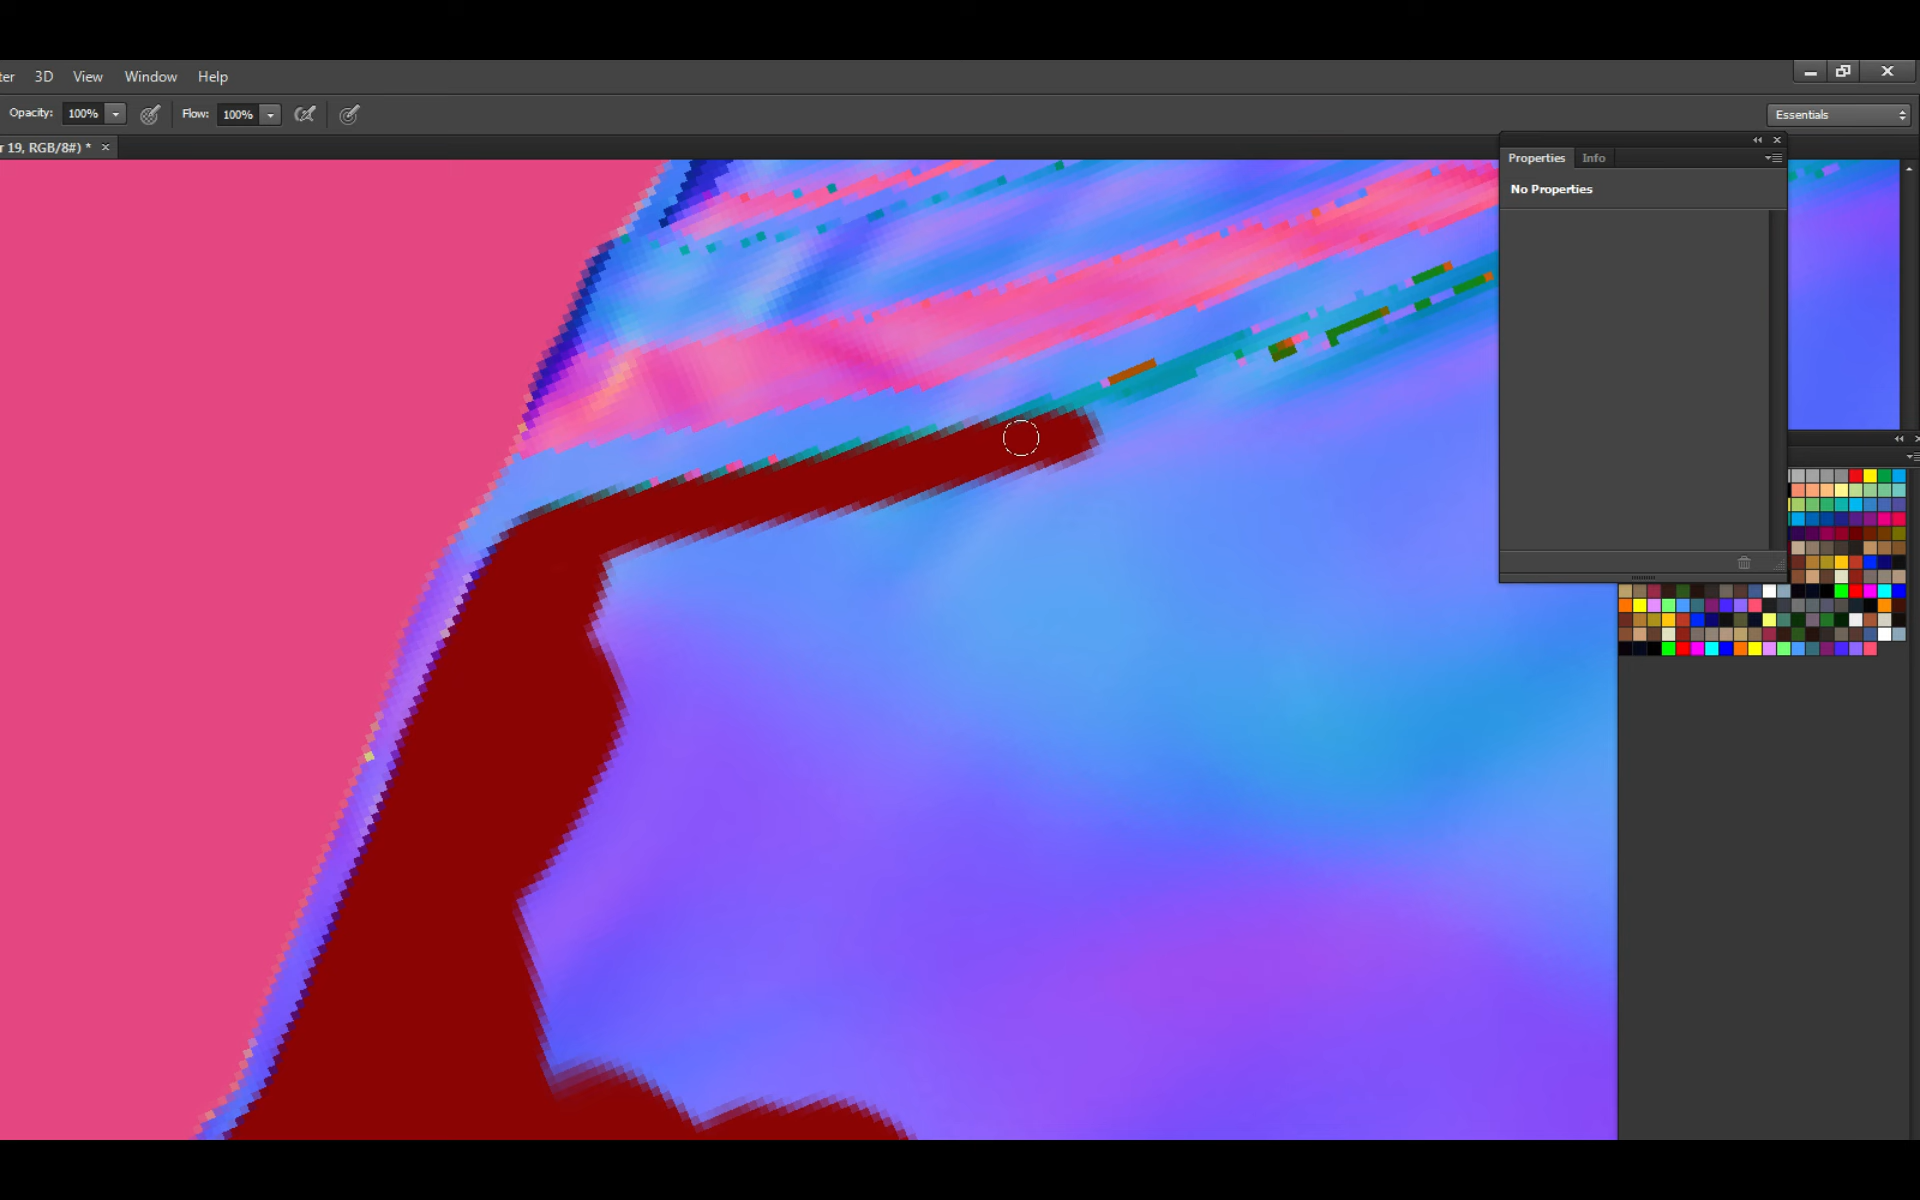 ter 3D View Window Help
Opacity: 100% Flow: 100% Essentials
r 19, RGB/8#) * ×
Properties Info
No Properties